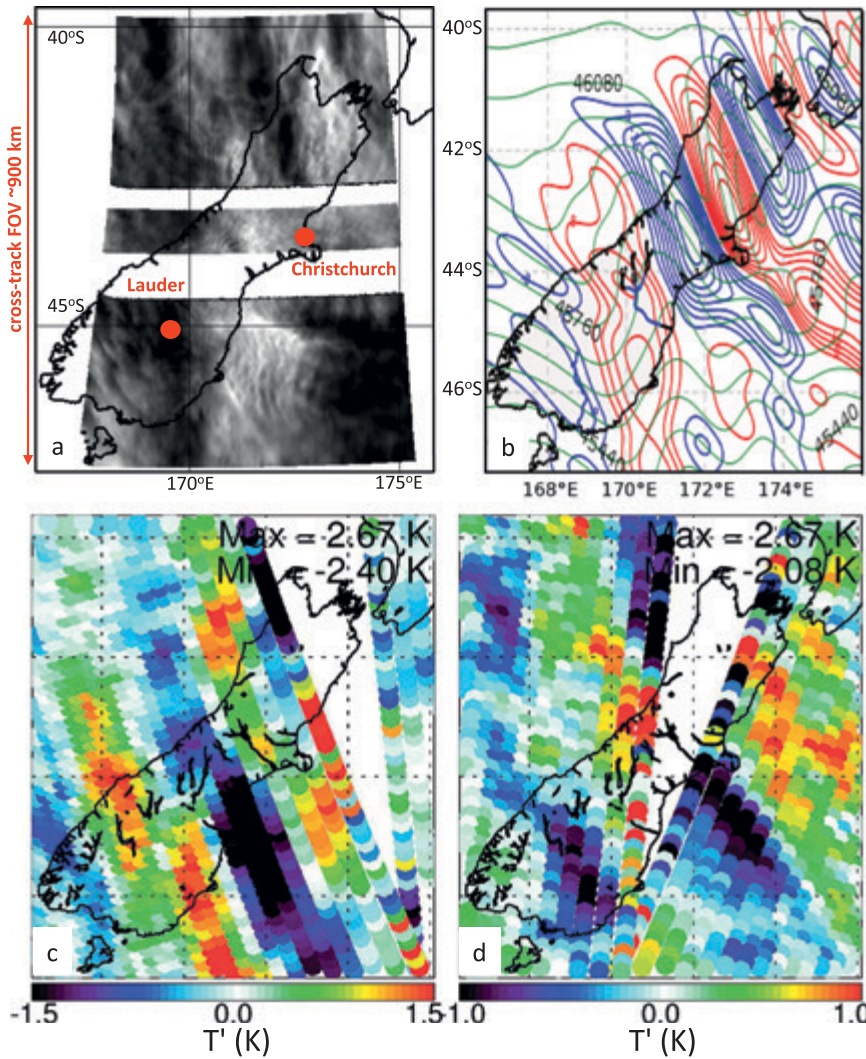 cross-track FOV ~900 km
40°S
45°S
170°E
175°E
Lauder
Christchurch
a
40°S
42°S
44°S
46°S
168°E
170°E
172°E
174°E
46080
45760
45760
45440
45440
b
Max = 2.67 K
Min = -2.40 K
c
-1.5
0.0
1.5
T' (K)
Max = 2.67 K
Min = -2.08 K
d
-1.0
0.0
1.0
T' (K)